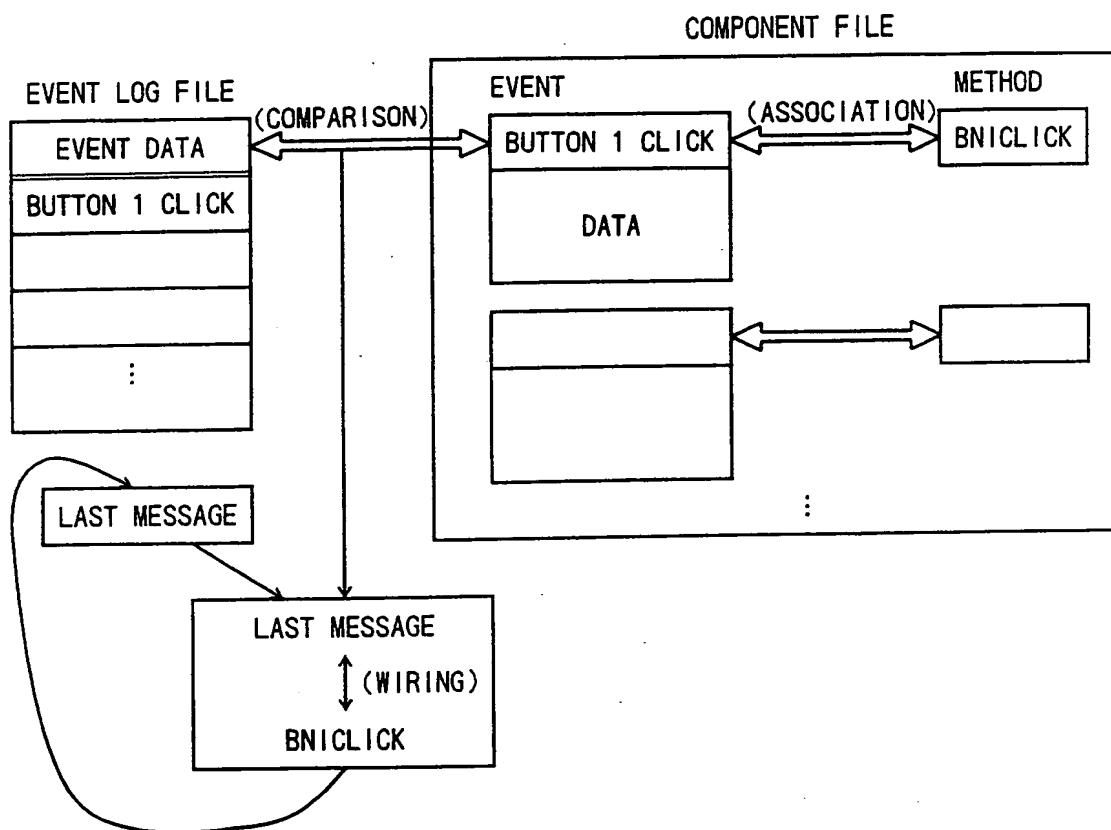 COMPONENT FILE
EVENT LOG FILE
EVENT
METHOD
(COMPARISON)
(ASSOCIATION)
EVENT DATA
BUTTON 1 CLICK
BNICLICK
BUTTON 1 CLICK
DATA
⋮
⋮
LAST MESSAGE
LAST MESSAGE
(WIRING)
BNICLICK